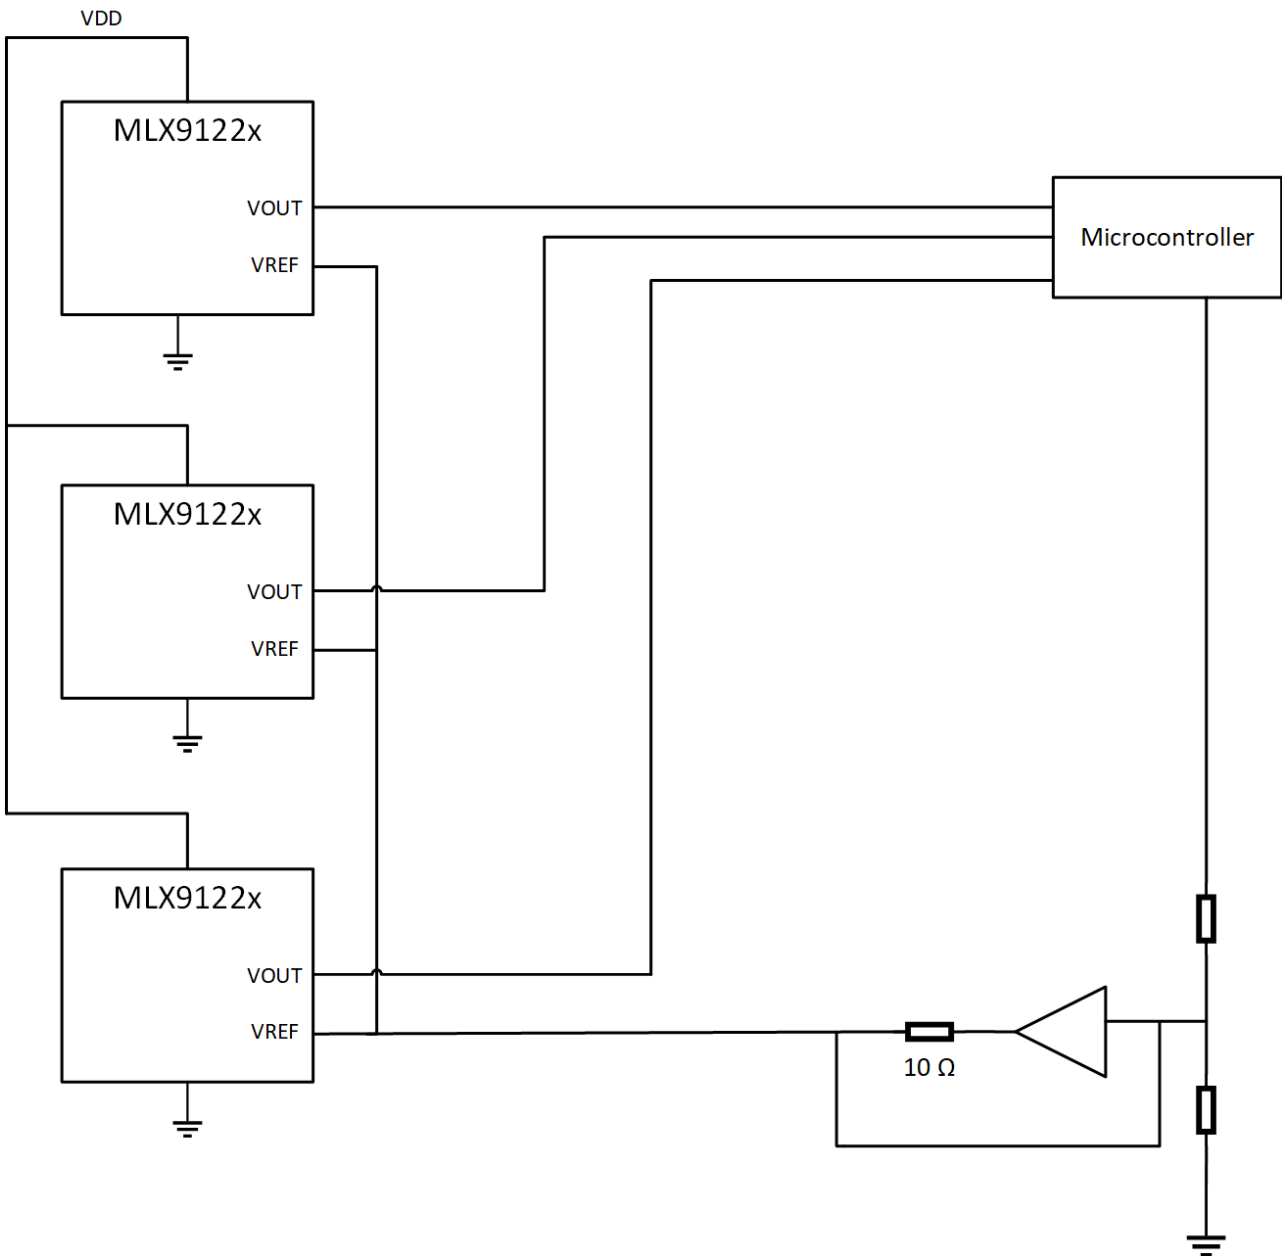 VDD
MLX9122x
VOUT
VREF
Microcontroller
MLX9122x
VOUT
VREF
MLX9122x
VOUT
VREF
10 Ω